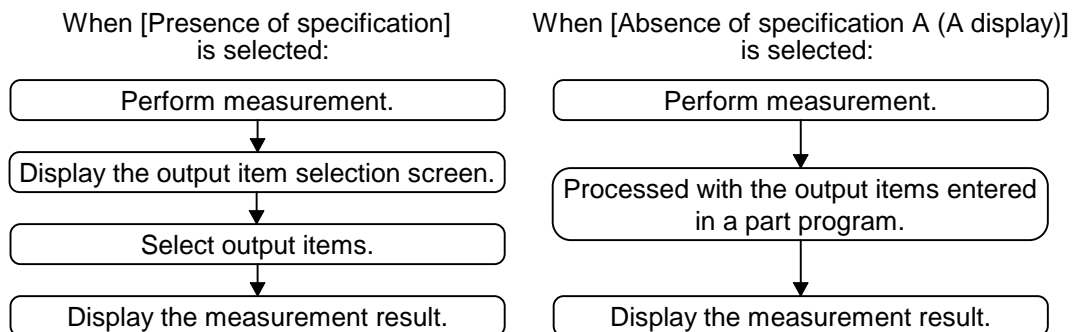 When [Presence of specification]
is selected:
Perform measurement.
Display the output item selection screen.
Select output items.
Display the measurement result.
When [Absence of specification A (A display)]
is selected:
Perform measurement.
Processed with the output items entered
in a part program.
Display the measurement result.